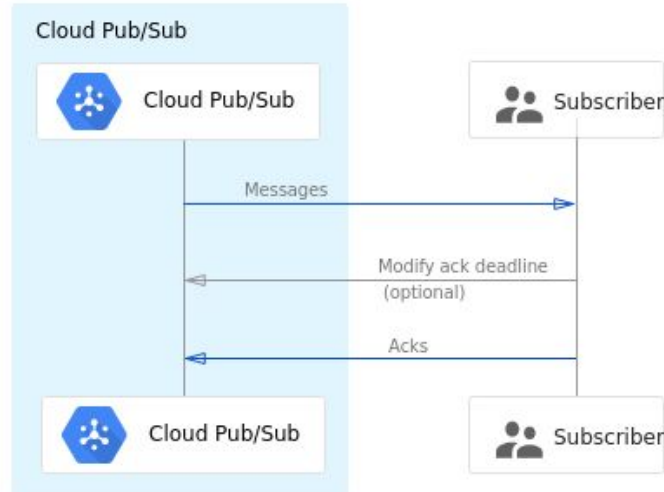 Cloud Pub/Sub
Cloud Pub/Sub
Subscriber
Messages
Modify ack deadline
(optional)
Acks
Cloud Pub/Sub
Subscriber